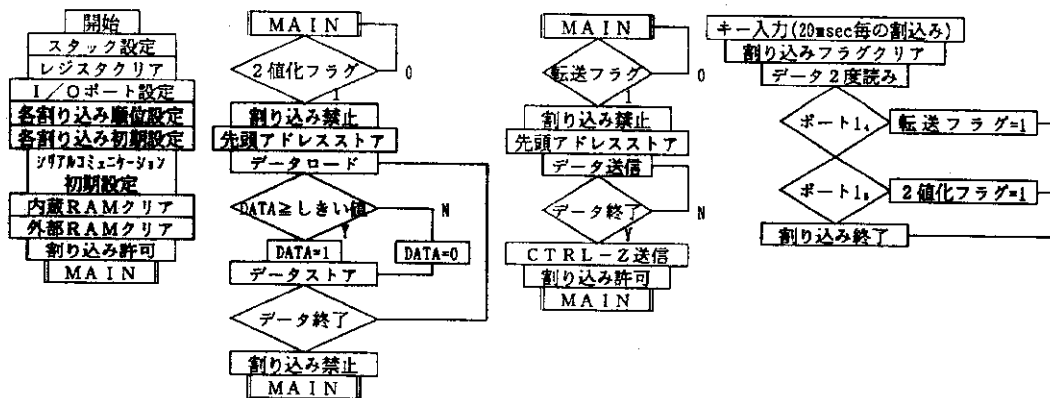 開始
スタック設定
レジスタクリア
I/Oポート設定
各割り込み順位設定
各割り込み初期設定
シリアルコミュニケーション
初期設定
内蔵RAMクリア
外部RAMクリア
割り込み許可
MAIN
MAIN
2値化フラグ
0
1
割り込み禁止
先頭アドレスストア
データロード
DATA≧しきい値
N
Y
DATA=1
DATA=0
データストア
データ終了
割り込み禁止
MAIN
MAIN
転送フラグ
0
1
割り込み禁止
先頭アドレスストア
データ送信
データ終了
N
Y
CTRL-Z送信
割り込み許可
MAIN
キー入力(20msec毎の割込み)
割り込みフラグクリア
データ2度読み
ポート1₄
転送フラグ=1
ポート1₅
2値化フラグ=1
割り込み終了